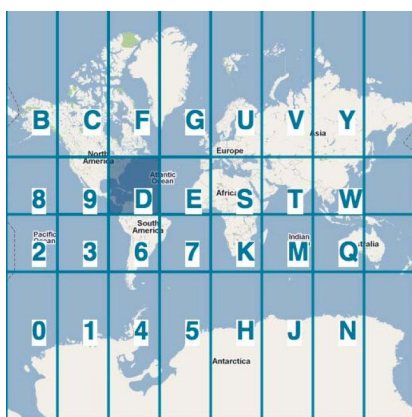 B C F G U V Y
Asia
North
America
Europe
Atlantic
Ocean
8 9 D E S T W
Africa
South
America
Pacific
Ocean
2 3 6 7 K M Q
Indian
0 1 4 5 H J N
Antarctica